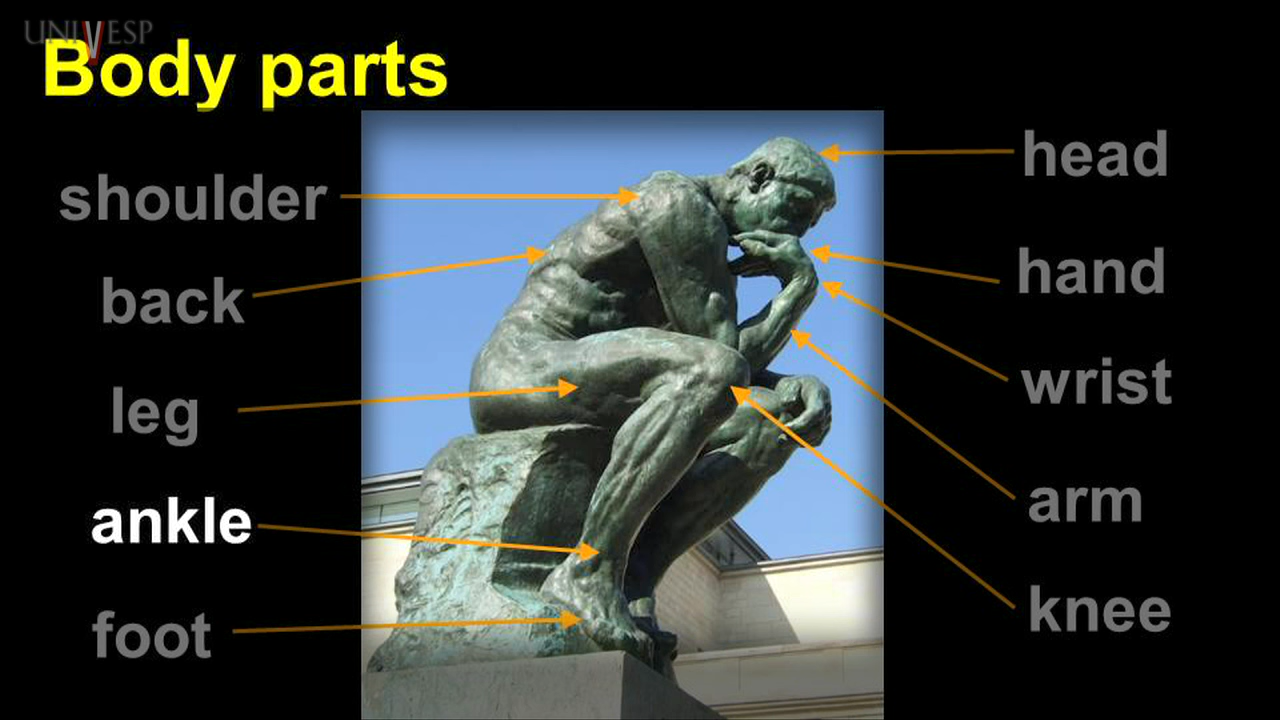 UNIVESP
Body parts
shoulder
back
leg
ankle
foot
head
hand
wrist
arm
knee